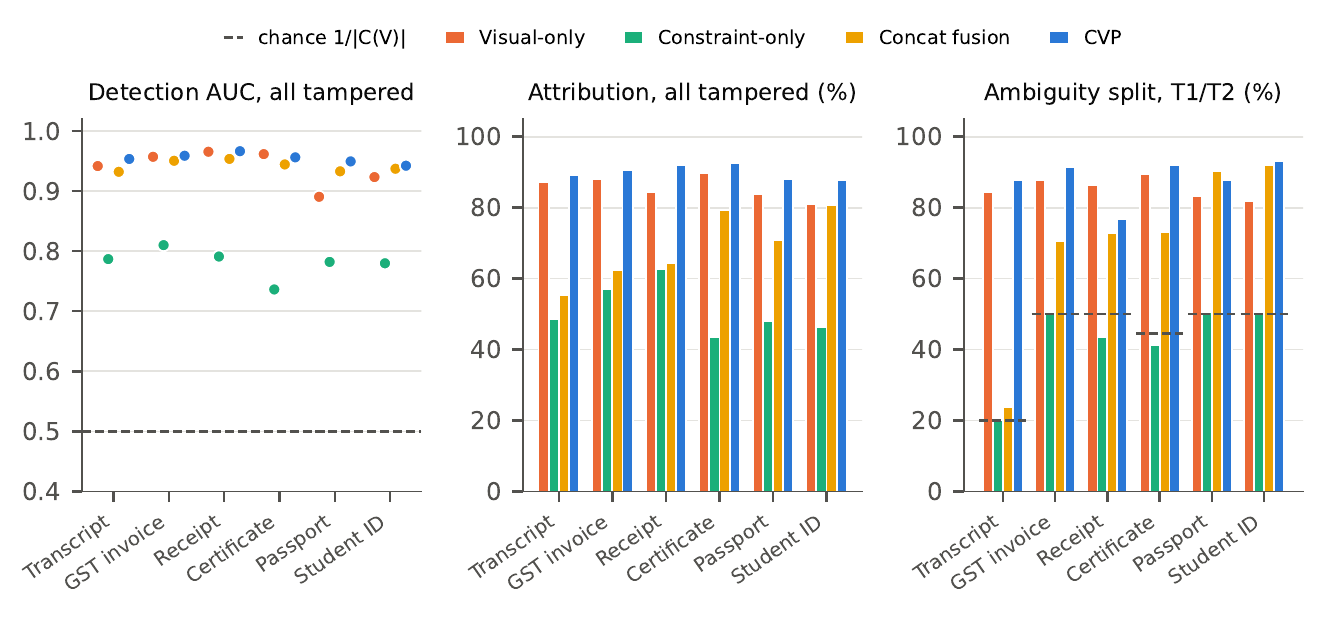 chance 1/|C(V)| Visual-only Constraint-only Concat fusion CVP
Detection AUC, all tampered
1.0
0.9
0.8
0.7
0.6
0.5
0.4
Transcript
GST invoice
Receipt
Certificate
Passport
Student ID
Attribution, all tampered (%)
100
80
60
40
20
0
Transcript
GST invoice
Receipt
Certificate
Passport
Student ID
Ambiguity split, T1/T2 (%)
100
80
60
40
20
0
Transcript
GST invoice
Receipt
Certificate
Passport
Student ID